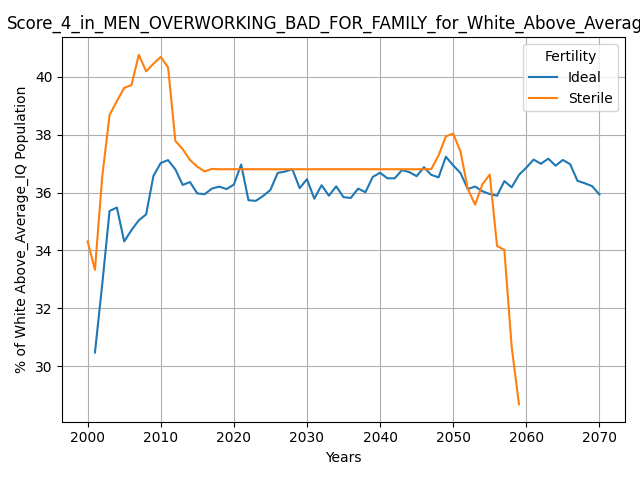 Score_4_in_MEN_OVERWORKING_BAD_FOR_FAMILY_for_White_Above_Averag
Fertility
Ideal
Sterile
40
38
36
34
32
30
% of White Above_Average_IQ Population
2000 2010 2020 2030 2040 2050 2060 2070
Years